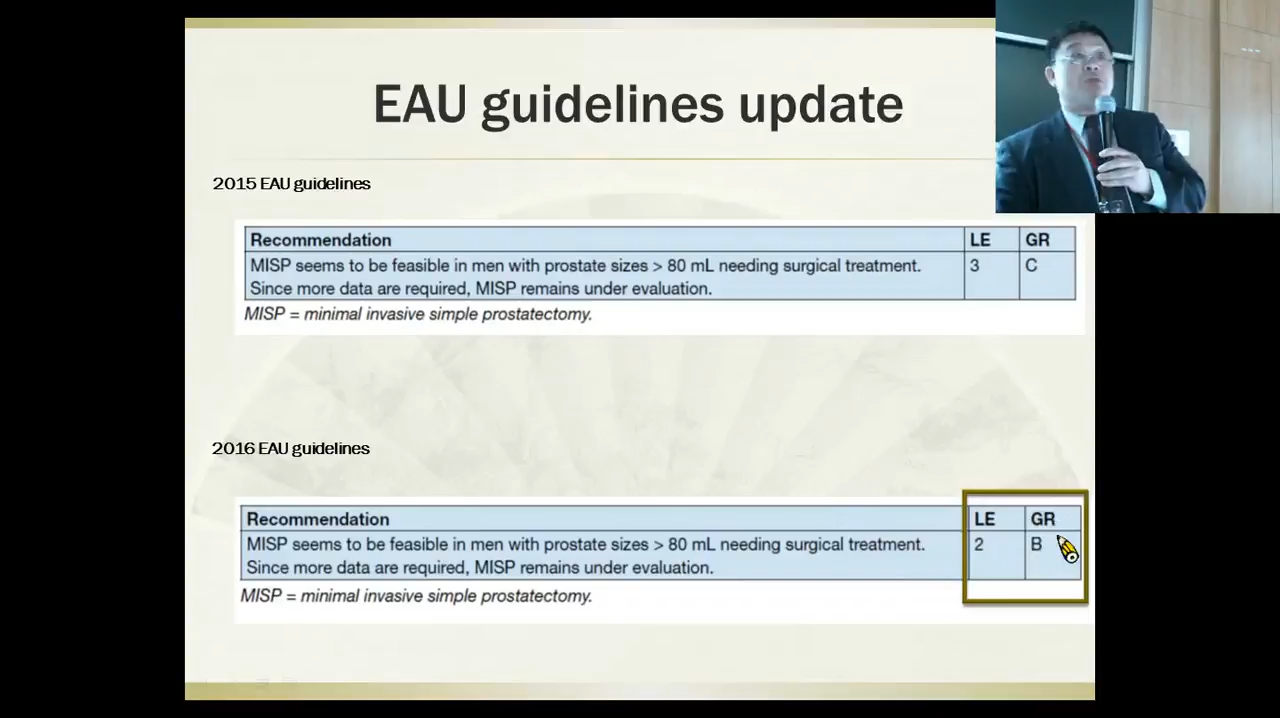 EAU guidelines update
2015 EAU guidelines
Recommendation LE GR
MISP seems to be feasible in men with prostate sizes > 80 mL needing surgical treatment. 3 C
Since more data are required, MISP remains under evaluation.
MISP = minimal invasive simple prostatectomy.
2016 EAU guidelines
Recommendation LE GR
MISP seems to be feasible in men with prostate sizes > 80 mL needing surgical treatment. 2 B
Since more data are required, MISP remains under evaluation.
MISP = minimal invasive simple prostatectomy.